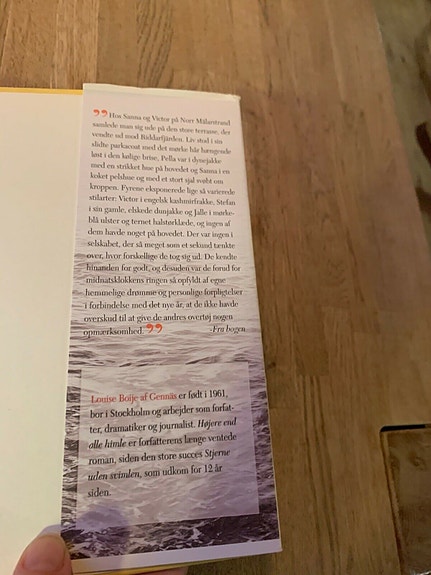 ”Hos Sanna og Victor på Norr Mälarstrand
samlede man sig ude på den store terrasse, der
vendte ud mod Riddarfjärden. Liv stod i sin
slidte parkacoat med det mørke hår hængende
løst i den kølige brise, Pella var i dynejakke
med en strikket hue på hovedet og Sanna i en
koket pelshue og med et stort sjal svøbt om
kroppen. Fyrene eksponerede lige så varierede
stilarter: Victor i engelsk kashmirfrakke, Stefan
i sin gamle, elskede dunjakke og Jalle i mørke-
blå ulster og ternet halstørklæde, og ingen af
dem havde noget på hovedet. Der var ingen i
selskabet, der så meget som et sekund tænkte
over, hvor forskellige de tog sig ud. De kendte
hinanden for godt, og desuden var de forud for
midnatsklokkens ringen så opfyldt af egne
hemmelige drømme og personlige forpligtelser
i forbindelse med det nye år, at de ikke havde
overskud til at give de andres overtøj nogen
opmærksomhed.” -Fra bogen
Louise Boije af Gennäs er født i 1961,
bor i Stockholm og arbejder som forfat-
ter, dramatiker og journalist. Højere end
alle himle er forfatterens længe ventede
roman, siden den store succes Stjerne
uden svimlen, som udkom for 12 år
siden.